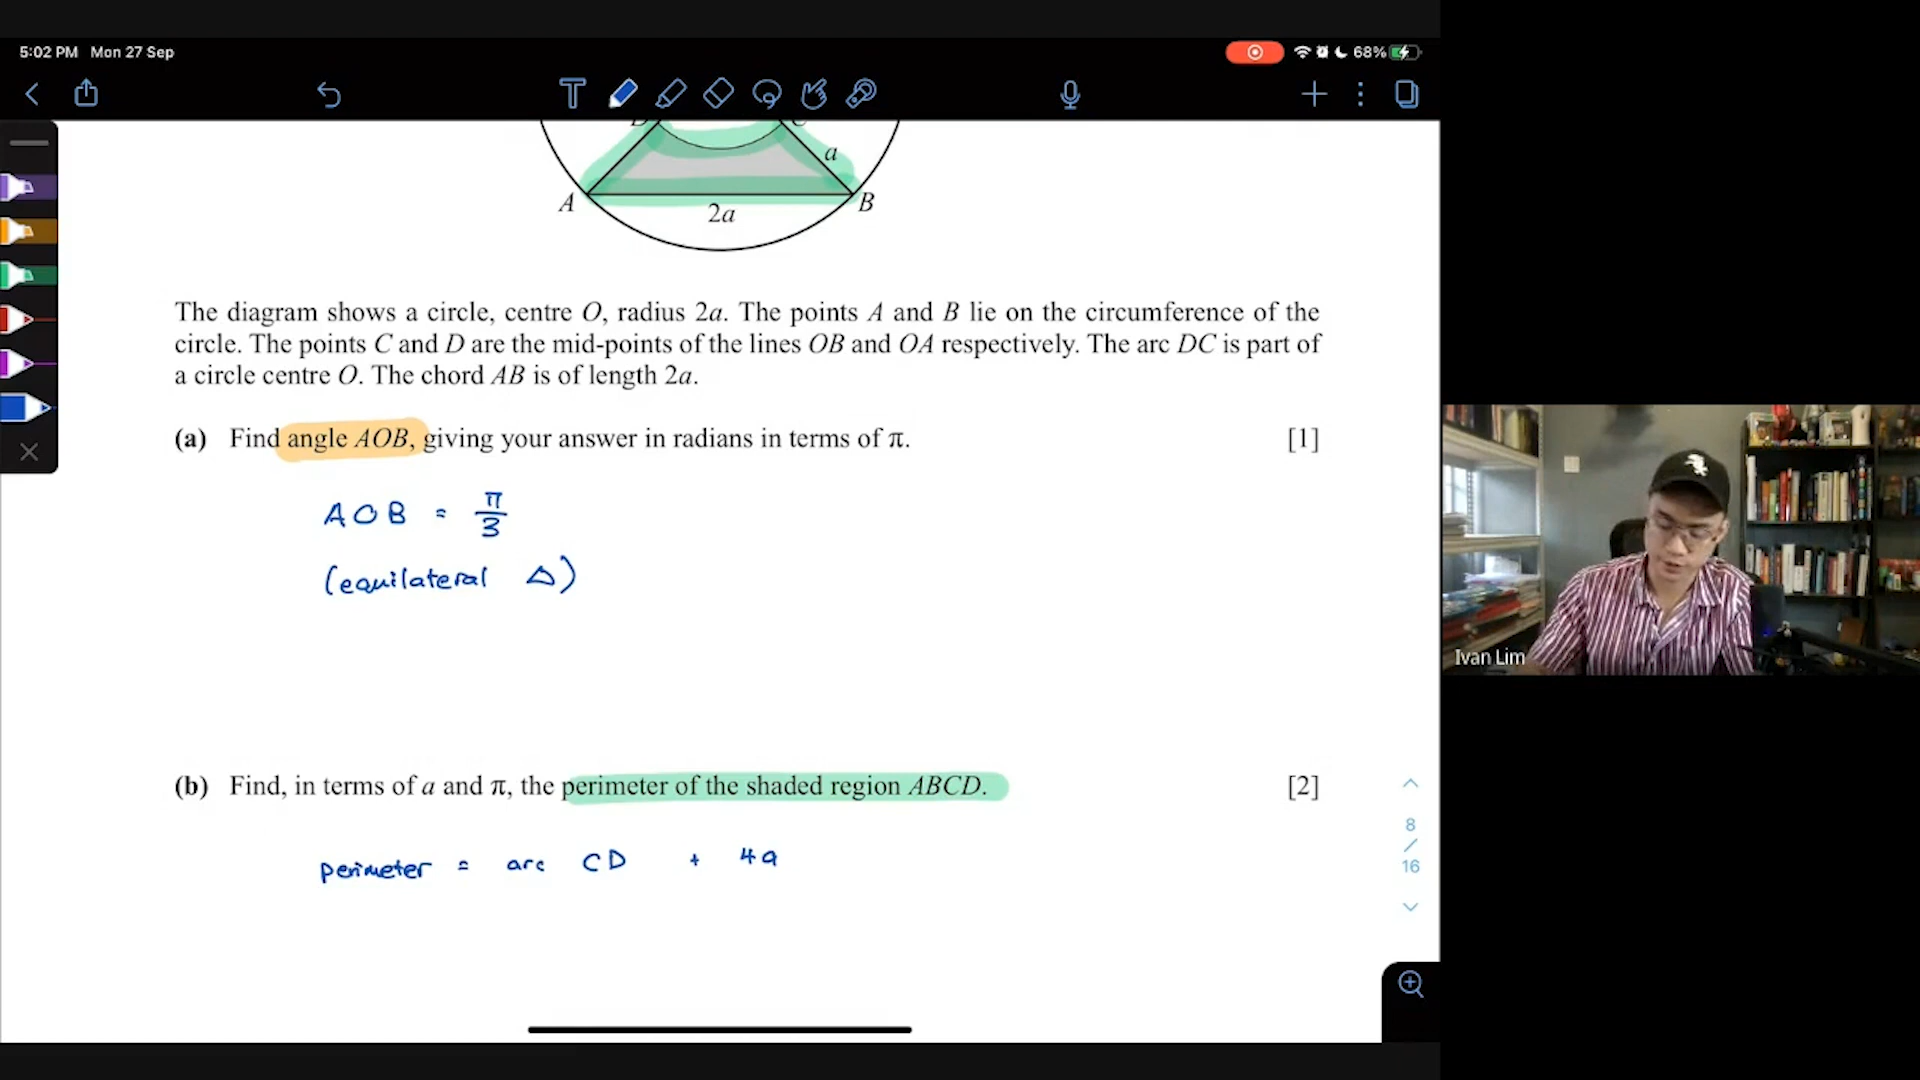 5:02 PM Mon 27 Sep
68%
a
A
B
2a
The diagram shows a circle, centre O, radius 2a. The points A and B lie on the circumference of the
circle. The points C and D are the mid-points of the lines OB and OA respectively. The arc DC is part of
a circle centre O. The chord AB is of length 2a.
(a) Find angle AOB, giving your answer in radians in terms of π. [1]
AOB = π/3
(equilateral △)
(b) Find, in terms of a and π, the perimeter of the shaded region ABCD. [2]
perimeter = arc CD + 4a
8
/
16
Ivan Lim